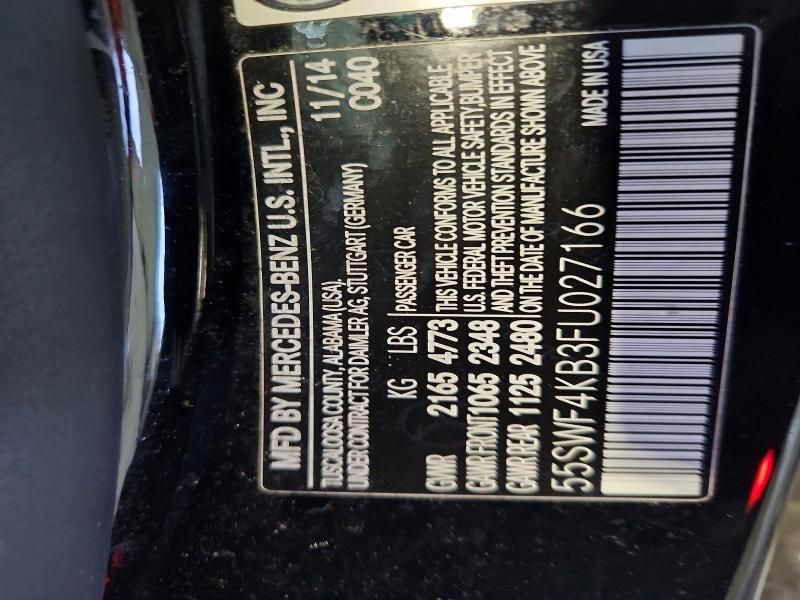 MFD BY MERCEDES-BENZ U.S. INTL., INC
TUSCALOOSA COUNTY, ALABAMA (USA), 11/14
UNDER CONTRACT FOR DAIMLER AG, STUTTGART (GERMANY) C040
KG LBS PASSENGER CAR
GVWR 2165 4773 THIS VEHICLE CONFORMS TO ALL APPLICABLE
GAWR FRONT 1065 2348 U.S. FEDERAL MOTOR VEHICLE SAFETY, BUMPER
GAWR REAR 1125 2480 AND THEFT PREVENTION STANDARDS IN EFFECT
ON THE DATE OF MANUFACTURE SHOWN ABOVE
55SWF4KB3FU027166 MADE IN USA